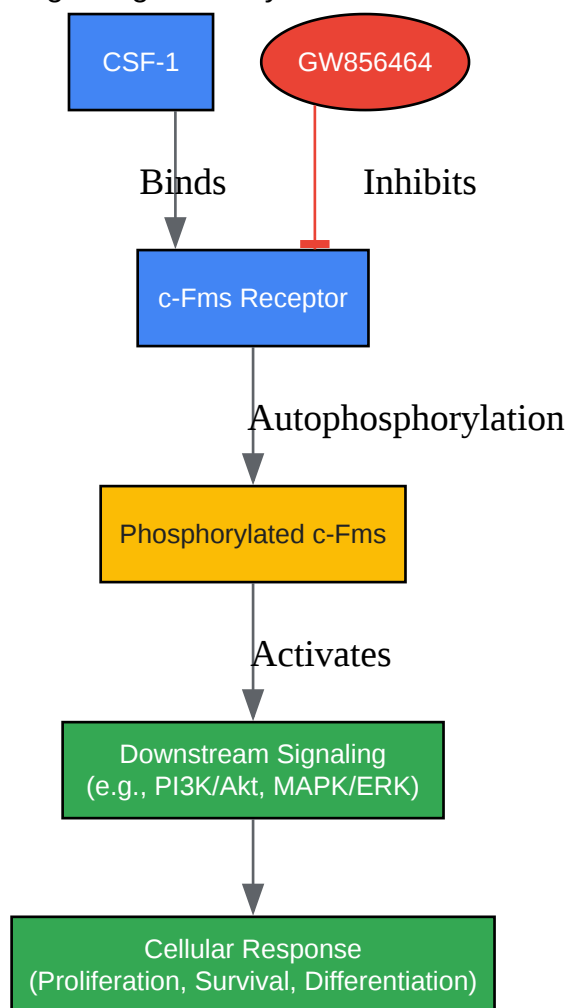 CSF-1
GW856464
Binds
Inhibits
c-Fms Receptor
Autophosphorylation
Phosphorylated c-Fms
Activates
Downstream Signaling
(e.g., PI3K/Akt, MAPK/ERK)
Cellular Response
(Proliferation, Survival, Differentiation)